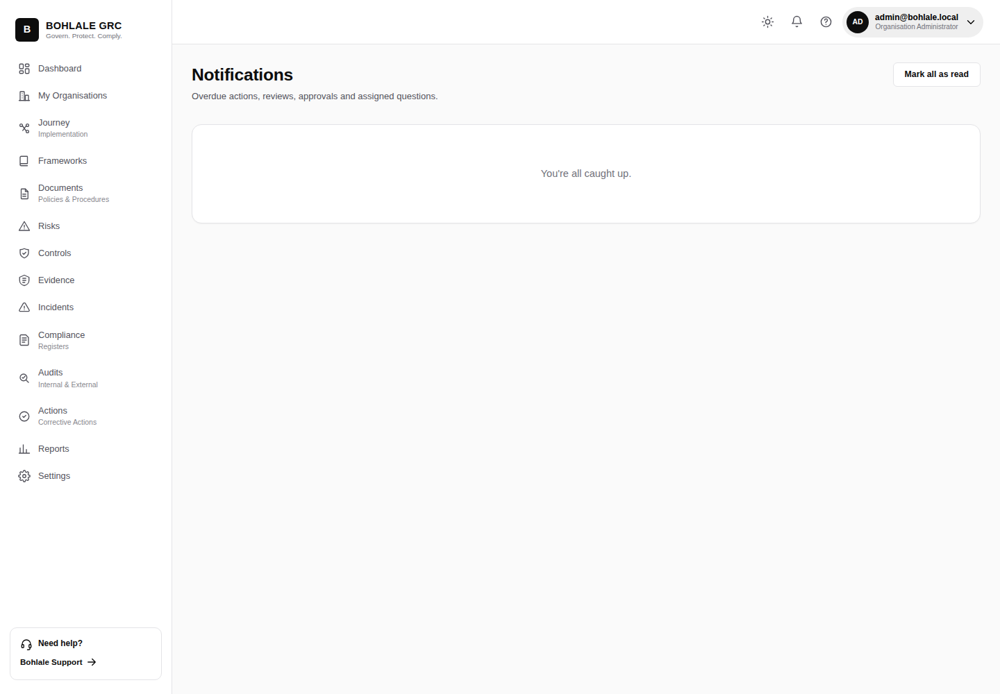 B
BOHLALE GRC
Govern. Protect. Comply.
Dashboard
My Organisations
Journey
Implementation
Frameworks
Documents
Policies & Procedures
Risks
Controls
Evidence
Incidents
Compliance
Registers
Audits
Internal & External
Actions
Corrective Actions
Reports
Settings
Need help?
Bohlale Support
AD
admin@bohlale.local
Organisation Administrator
Notifications
Mark all as read
Overdue actions, reviews, approvals and assigned questions.
You're all caught up.